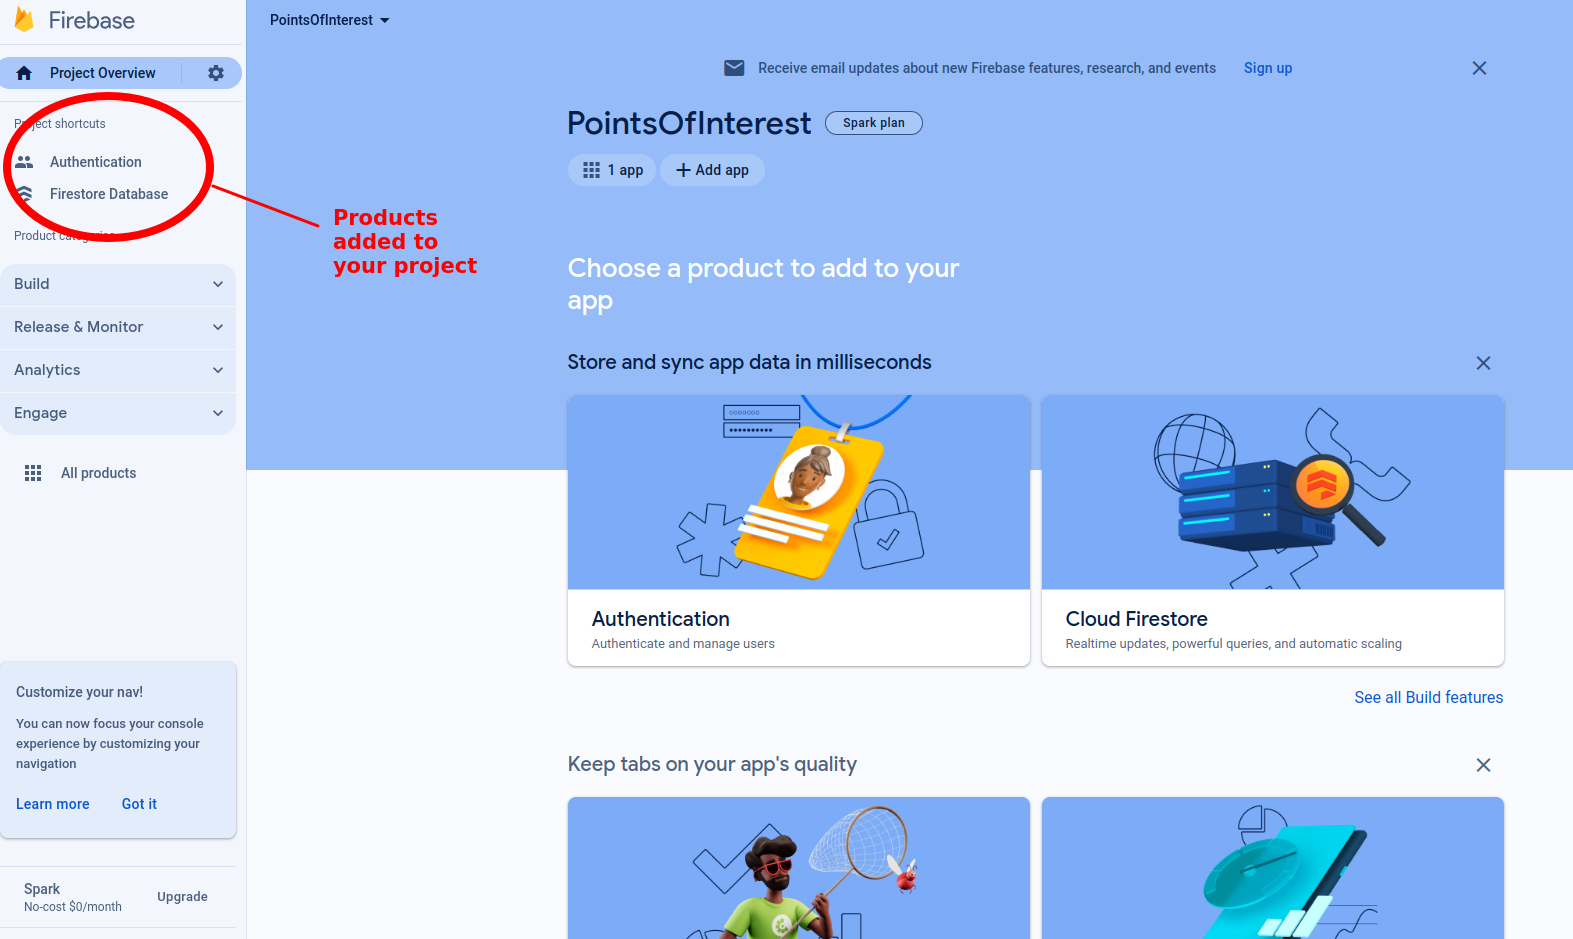 Firebase
Project Overview
Project shortcuts
Authentication
Firestore Database
Product categories
Build
Release & Monitor
Analytics
Engage
All products
Customize your nav!
You can now focus your console
experience by customizing your
navigation
Learn more Got it
Spark
No-cost $0/month
Upgrade
PointsOfInterest
Receive email updates about new Firebase features, research, and events Sign up
PointsOfInterest Spark plan
1 app Add app
Products
added to
your project
Choose a product to add to your
app
Store and sync app data in milliseconds
Authentication
Authenticate and manage users
Cloud Firestore
Realtime updates, powerful queries, and automatic scaling
See all Build features
Keep tabs on your app's quality